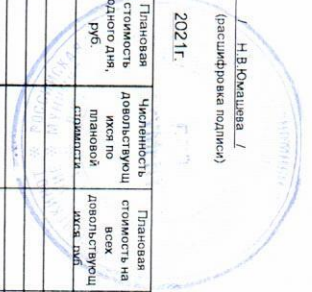 / Н.В.Юмашева /
(расшифровка подписи)
2021г.
Плановая
стоимость
одного дня,
руб.
Численность
довольствующ
ихся по
плановой
стоимости
Плановая
стоимость на
всех
довольствующ
ихся, руб.